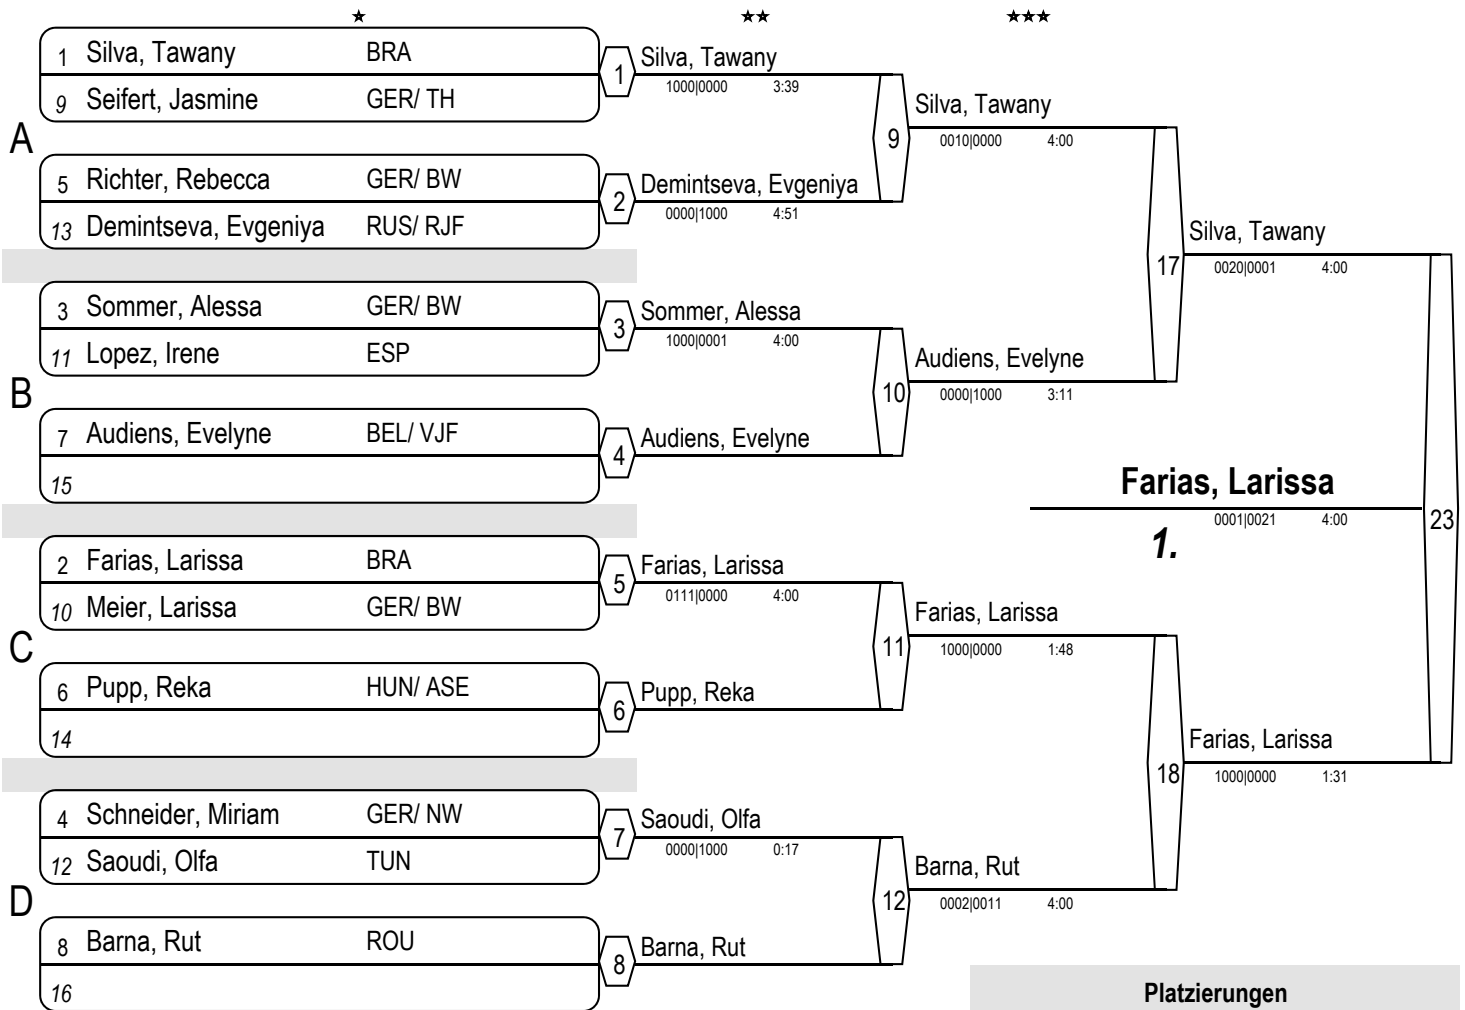 ★ ★★ ★★★
1 Silva, Tawany BRA
9 Seifert, Jasmine GER/ TH
1 Silva, Tawany
1000|0000 3:39
A
5 Richter, Rebecca GER/ BW
13 Demintseva, Evgeniya RUS/ RJF
2 Demintseva, Evgeniya
0000|1000 4:51
9 Silva, Tawany
0010|0000 4:00
3 Sommer, Alessa GER/ BW
11 Lopez, Irene ESP
3 Sommer, Alessa
1000|0001 4:00
B
7 Audiens, Evelyne BEL/ VJF
15
4 Audiens, Evelyne
10 Audiens, Evelyne
0000|1000 3:11
17 Silva, Tawany
0020|0001 4:00
2 Farias, Larissa BRA
10 Meier, Larissa GER/ BW
5 Farias, Larissa
0111|0000 4:00
C
6 Pupp, Reka HUN/ ASE
14
6 Pupp, Reka
11 Farias, Larissa
1000|0000 1:48
4 Schneider, Miriam GER/ NW
12 Saoudi, Olfa TUN
7 Saoudi, Olfa
0000|1000 0:17
D
8 Barna, Rut ROU
16
8 Barna, Rut
12 Barna, Rut
0002|0011 4:00
18 Farias, Larissa
1000|0000 1:31
23
Farias, Larissa
0001|0021 4:00
1.
Platzierungen